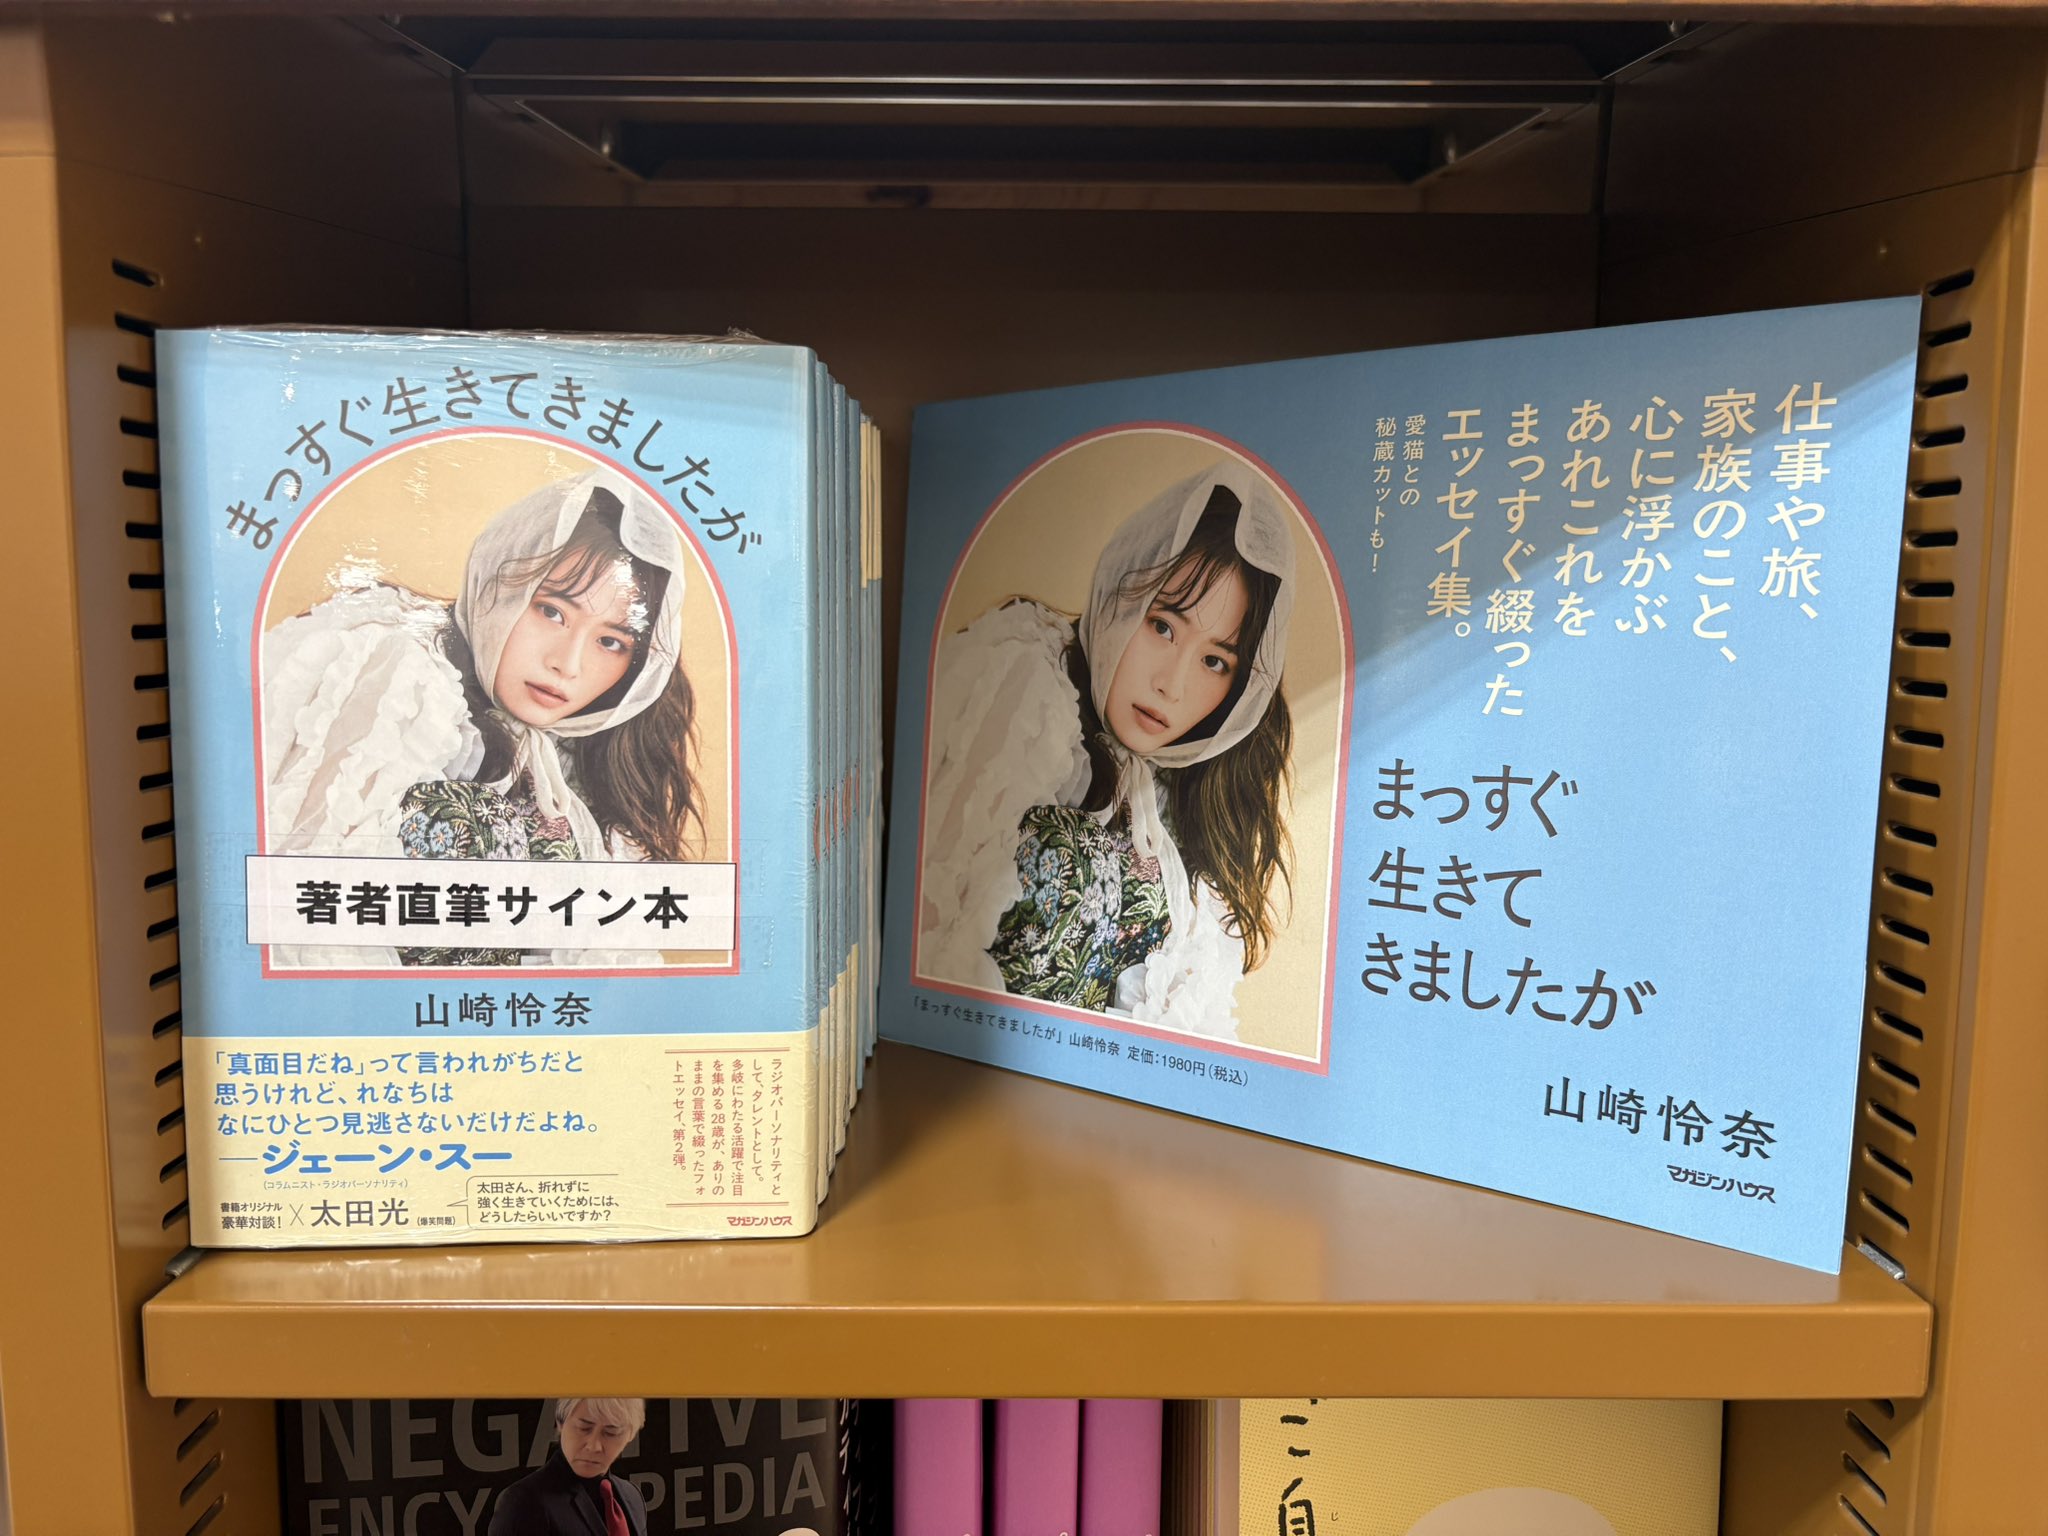 まっすぐ生きてきましたが
著者直筆サイン本
山崎怜奈
「真面目だね」って言われがちだと
思うけれど、れなちは
なにひとつ見逃さないだけだよね。
―ジェーン・スー
(コラムニスト・ラジオパーソナリティ)
書籍オリジナル
豪華対談!
×太田光(爆笑問題)
太田さん、折れずに
強く生きていくためには、
どうしたらいいですか?
ラジオパーソナリティと
して、タレントとして。
多岐にわたる活躍で注目
を集める28歳が、ありの
ままの言葉で綴ったフォ
トエッセイ、第2弾。
マガジンハウス
仕事や旅、
家族のこと、
心に浮かぶ
あれこれを
まっすぐ綴った
エッセイ集。
愛猫との
秘蔵カットも!
まっすぐ
生きて
きましたが
『まっすぐ生きてきましたが』山崎怜奈 定価:1980円(税込)
山崎怜奈
マガジンハウス
NEGATIVE
ENCYCLOPEDIA